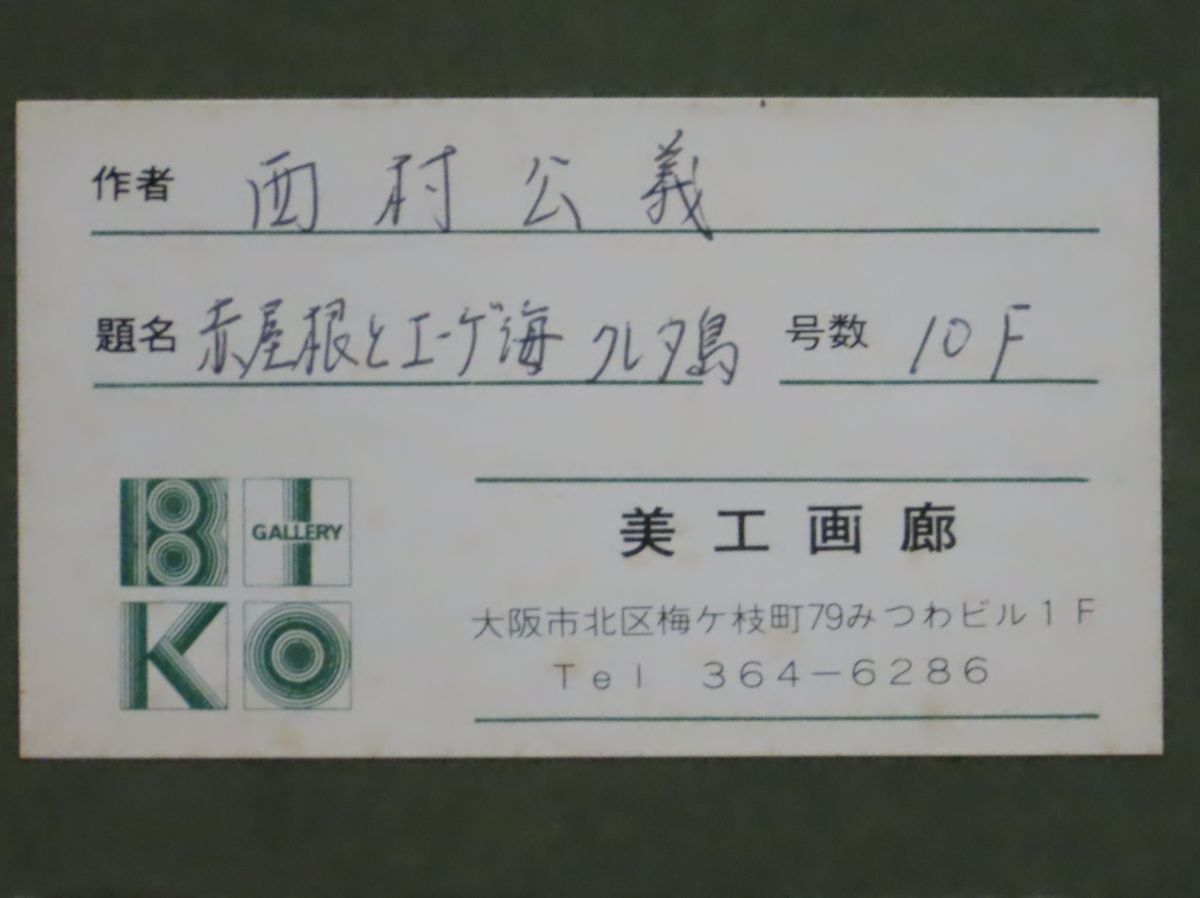 作者 西村公義
題名 赤屋根とエーゲ海 クレタ島 号数 10F
BI
GALLERY
KO
美工画廊
大阪市北区梅ケ枝町79みつわビル1F
Tel 364-6286